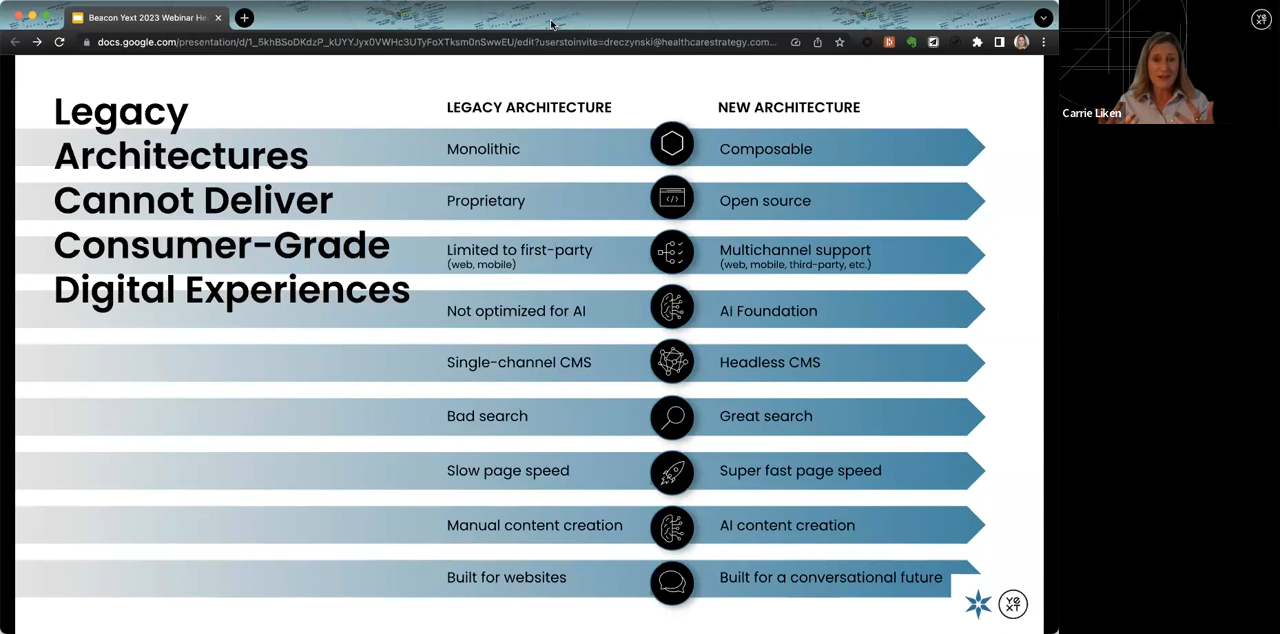 Beacon Yext 2023 Webinar He
docs.google.com/presentation/d/1_5khBSoDKdzP_kUYYJyx0VWHc3UTyFoXTksm0nSwwEU/edit?userstoinvite=dreczynski@healthcarestrategy.com...
Legacy
Architectures
Cannot Deliver
Consumer-Grade
Digital Experiences
LEGACY ARCHITECTURE NEW ARCHITECTURE
Monolithic Composable
Proprietary Open source
Limited to first-party Multichannel support
(web, mobile) (web, mobile, third-party, etc.)
Not optimized for AI AI Foundation
Single-channel CMS Headless CMS
Bad search Great search
Slow page speed Super fast page speed
Manual content creation AI content creation
Built for websites Built for a conversational future
yext
Carrie Liken
yext